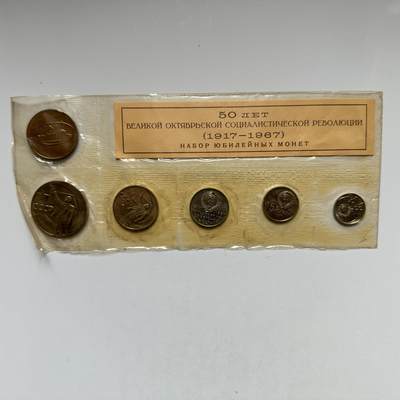 50 ЛЕТ
ВЕЛИКОЙ ОКТЯБРЬСКОЙ СОЦИАЛИСТИЧЕСКОЙ РЕВОЛЮЦИИ
(1917–1967)
НАБОР ЮБИЛЕЙНЫХ МОНЕТ